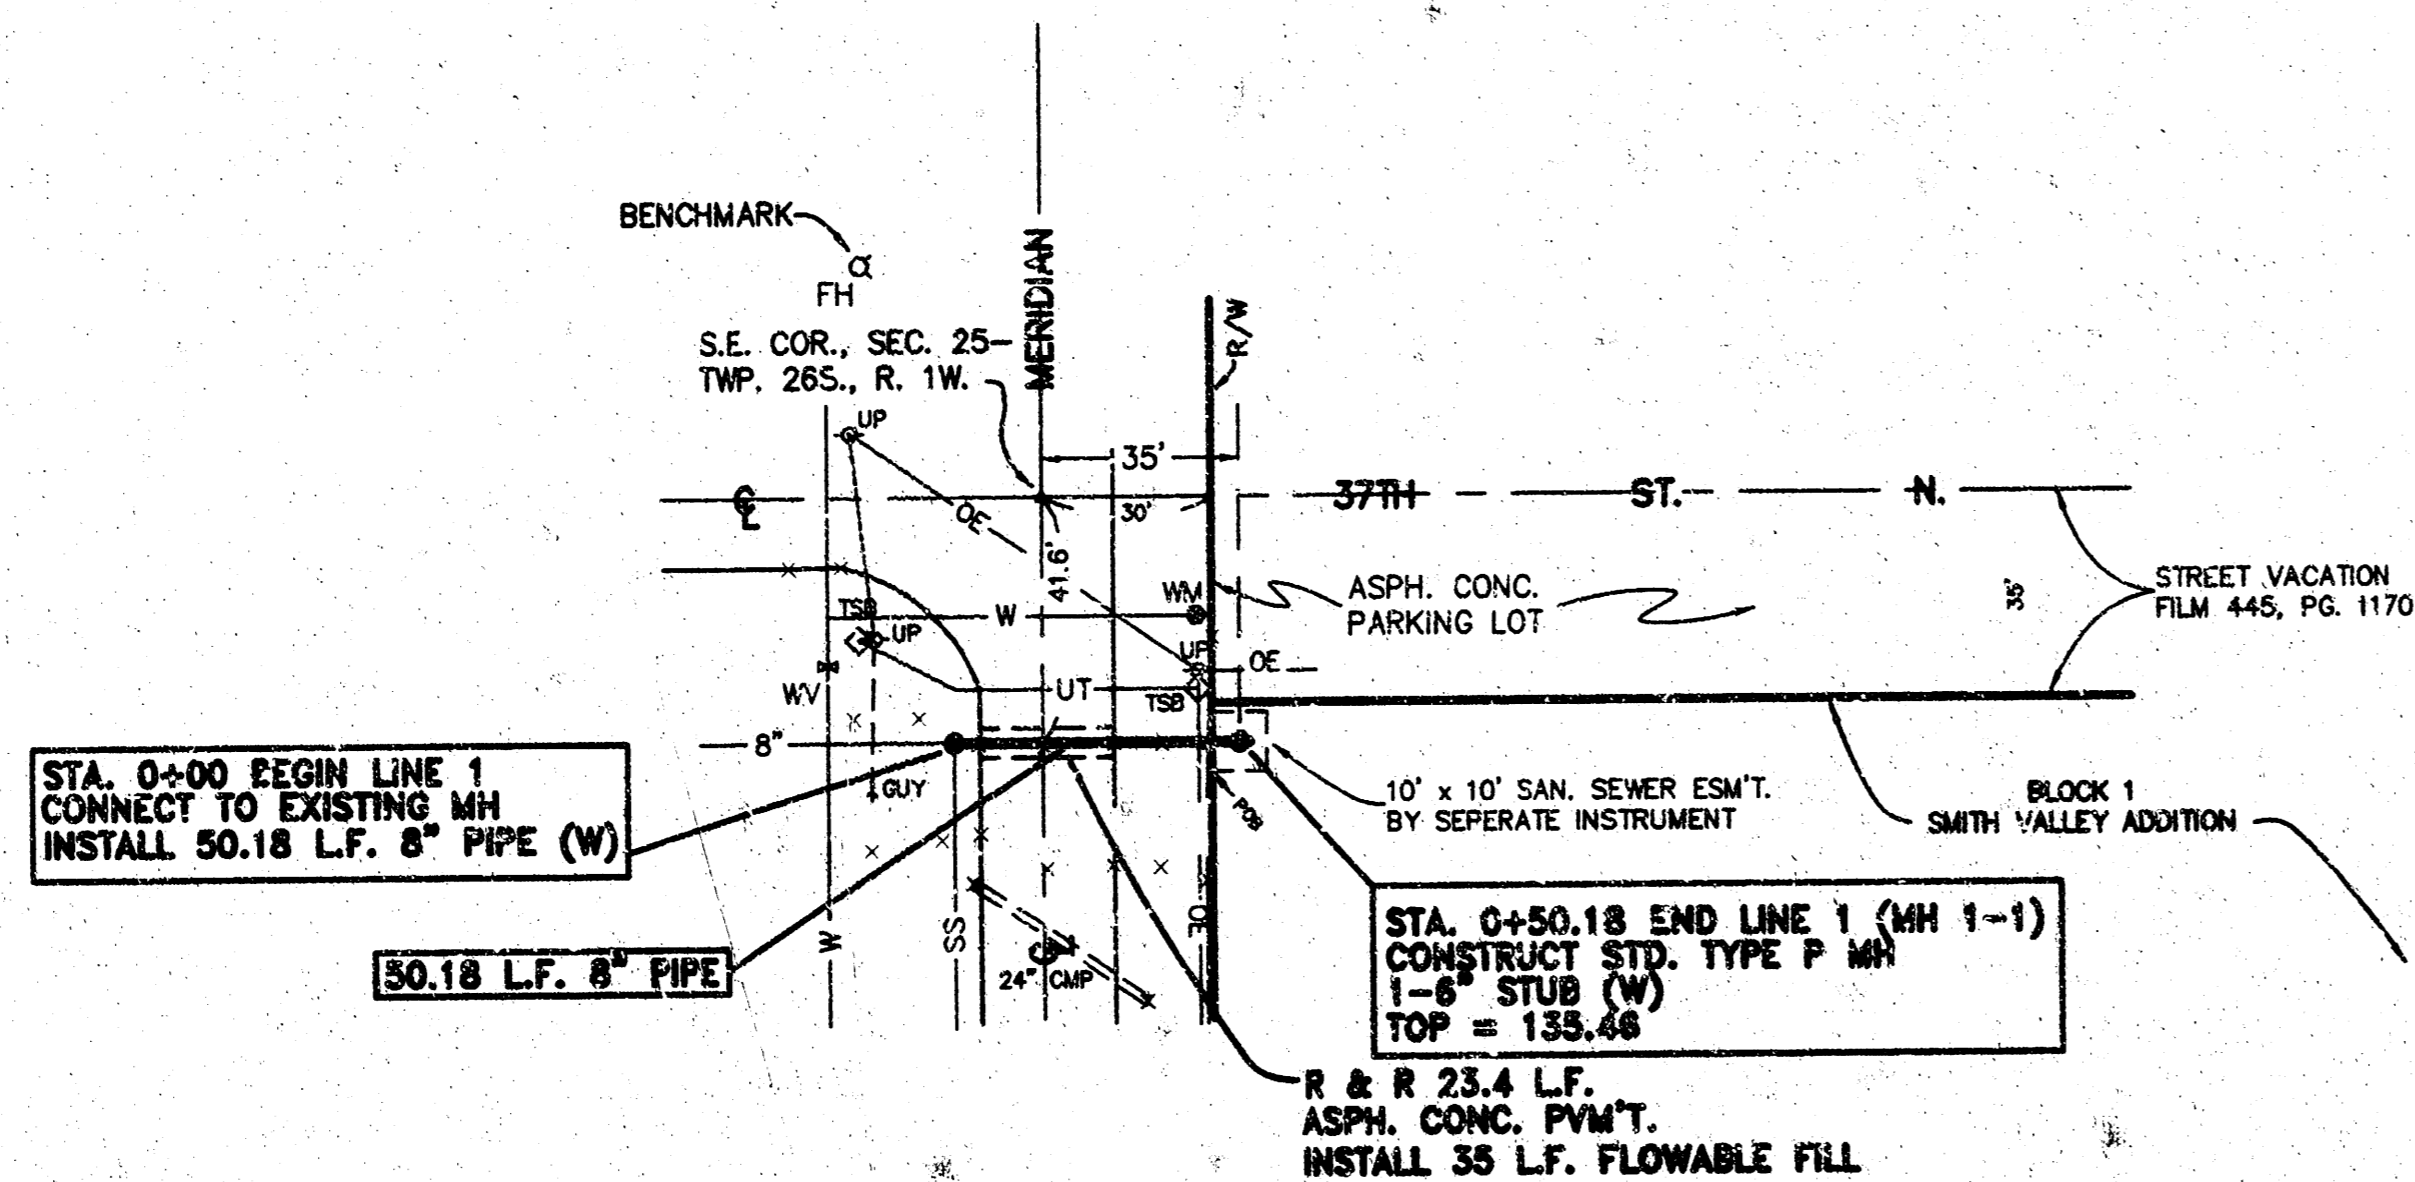 BENCHMARK
FH
MERIDIAN
R/W
S.E. COR., SEC. 25-
TWP. 26S., R. 1W.
UP
35'
℄
OE
30'
37TH ST. N.
41.6'
STREET VACATION
FILM 445, PG. 1170
35'
ASPH. CONC.
PARKING LOT
WM
TSB
W
UP
UP
OE
WV
UT
TSB
8"
STA. 0+00 BEGIN LINE 1
CONNECT TO EXISTING MH
INSTALL 50.18 L.F. 8" PIPE (W)
GUY
POB
10' x 10' SAN. SEWER ESM'T.
BY SEPERATE INSTRUMENT
BLOCK 1
SMITH VALLEY ADDITION
W
SS
OE
24" CMP
50.18 L.F. 8" PIPE
STA. 0+50.18 END LINE 1 (MH 1-1)
CONSTRUCT STD. TYPE P MH
1-6" STUB (W)
TOP = 135.46
R & R 23.4 L.F.
ASPH. CONC. PVM'T.
INSTALL 35 L.F. FLOWABLE FILL